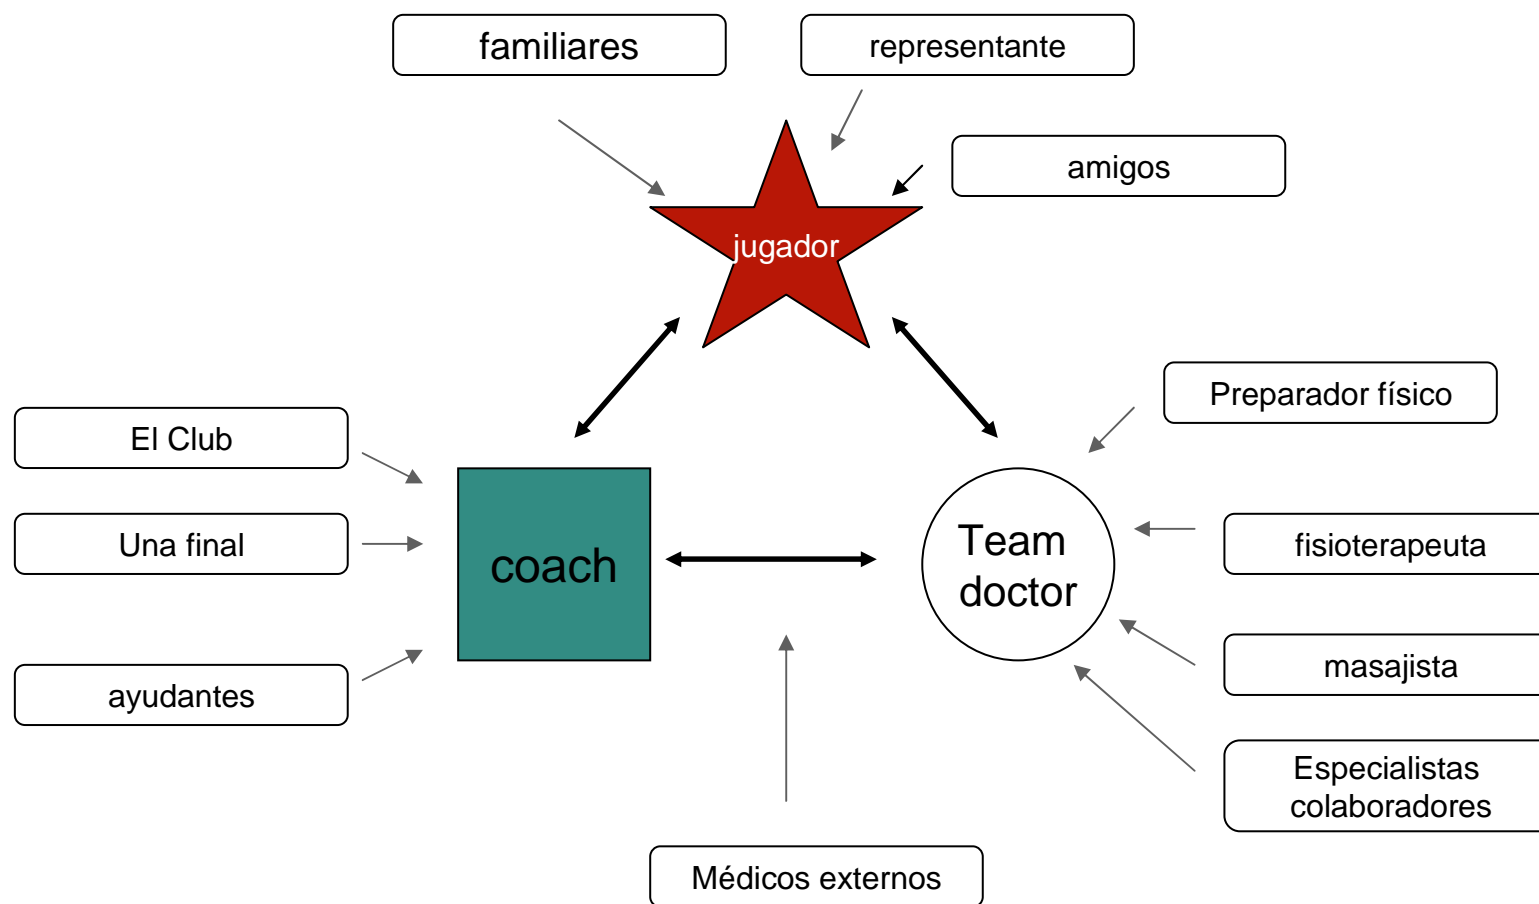 familiares
representante
amigos
jugador
Preparador físico
El Club
Una final
coach
Team
doctor
fisioterapeuta
masajista
ayudantes
Especialistas
colaboradores
Médicos externos